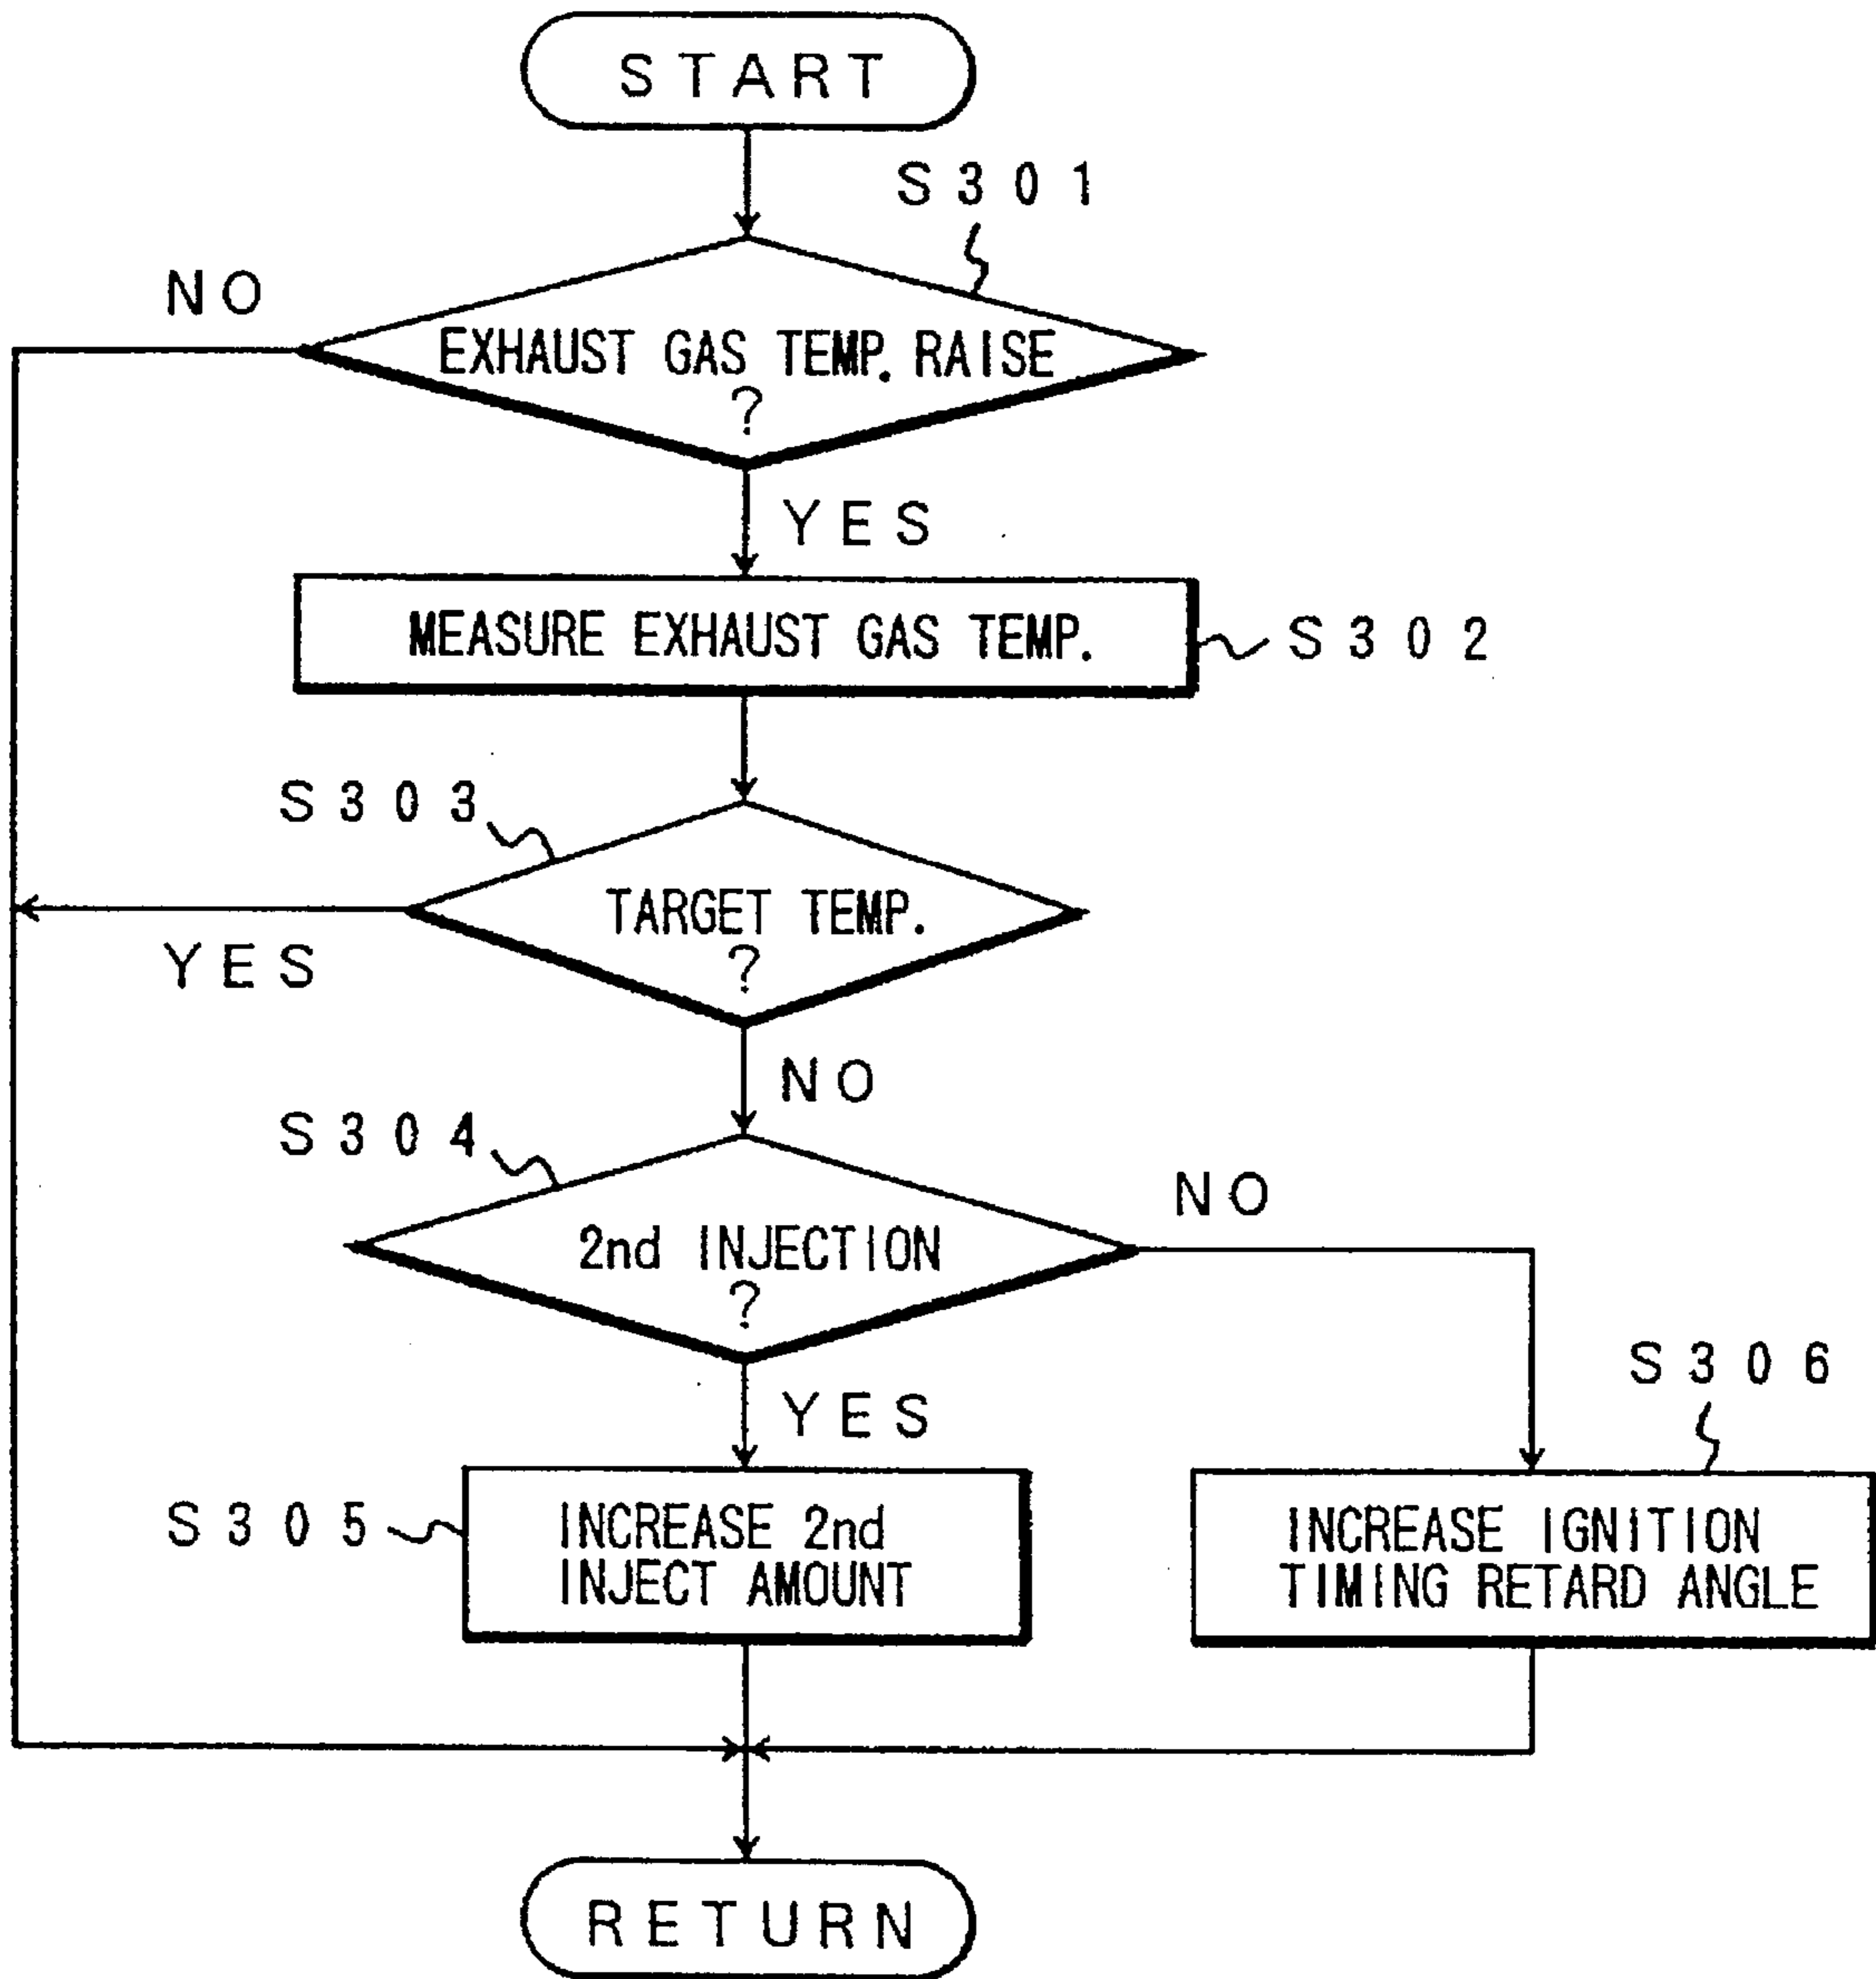 START
S301
NO
EXHAUST GAS TEMP. RAISE
?
YES
MEASURE EXHAUST GAS TEMP.
S302
S303
TARGET TEMP.
?
YES
NO
S304
NO
2nd INJECTION
?
S306
YES
S305
INCREASE 2nd
INJECT AMOUNT
INCREASE IGNITION
TIMING RETARD ANGLE
RETURN